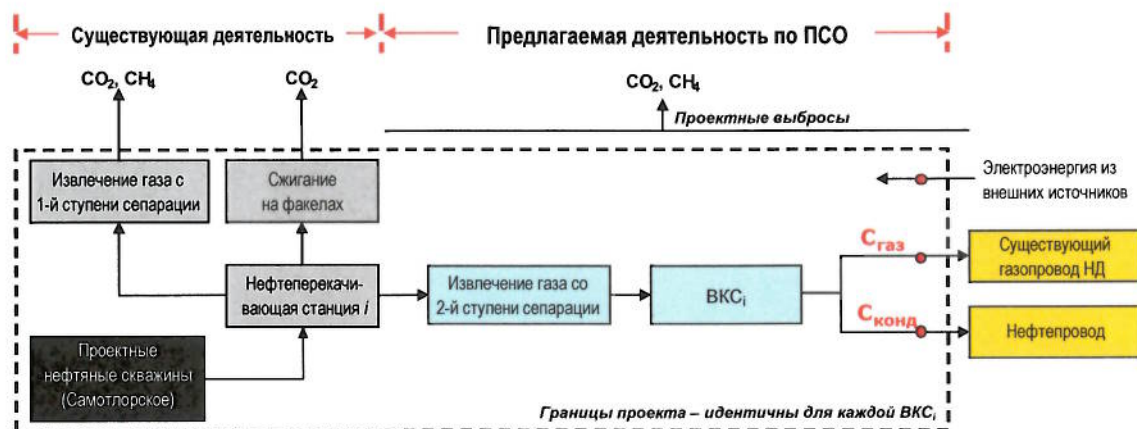 Существующая деятельность
Предлагаемая деятельность по ПСО
CO2, CH4
CO2
CO2, CH4
Проектные выбросы
Извлечение газа с
1-й ступени сепарации
Сжигание
на факелах
Электроэнергия из
внешних источников
Cгаз
Существующий
газопровод НД
Нефтеперекачи-
вающая станция i
Извлечение газа со
2-й ступени сепарации
ВКСi
Cконд
Нефтепровод
Проектные
нефтяные скважины
(Самотлорское)
Границы проекта – идентичны для каждой ВКСi